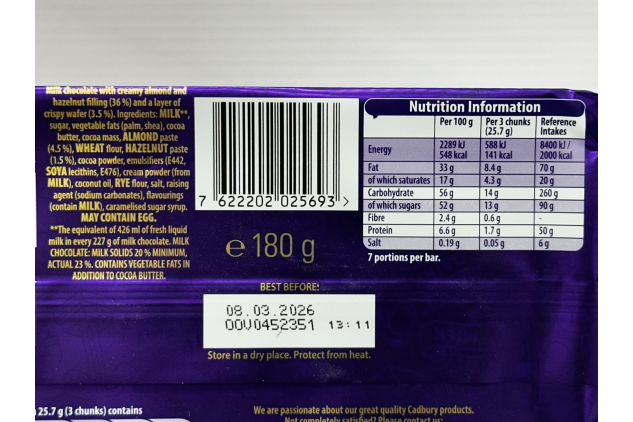 Milk chocolate with creamy almond and
hazelnut filling (36 %) and a layer of
crispy wafer (3.5 %). Ingredients: MILK**,
sugar, vegetable fats (palm, shea), cocoa
butter, cocoa mass, ALMOND paste
(4.5 %), WHEAT flour, HAZELNUT paste
(1.5 %), cocoa powder, emulsifiers (E442,
SOYA lecithins, E476), cream powder (from
MILK), coconut oil, RYE flour, salt, raising
agent (sodium carbonates), flavourings
(contain MILK), caramelised sugar syrup.
MAY CONTAIN EGG.
**The equivalent of 426 ml of fresh liquid
milk in every 227 g of milk chocolate. MILK
CHOCOLATE: MILK SOLIDS 20 % MINIMUM,
ACTUAL 23 %. CONTAINS VEGETABLE FATS IN
ADDITION TO COCOA BUTTER.
7 622202 025693 >
e 180 g
BEST BEFORE:
08.03.2026
OOV0452351 13:11
Store in a dry place. Protect from heat.
Nutrition Information
Per 100 g Per 3 chunks (25.7 g) Reference Intakes
Energy 2289 kJ 548 kcal 588 kJ 141 kcal 8400 kJ / 2000 kcal
Fat 33 g 8.4 g 70 g
of which saturates 17 g 4.3 g 20 g
Carbohydrate 56 g 14 g 260 g
of which sugars 52 g 13 g 90 g
Fibre 2.4 g 0.6 g -
Protein 6.6 g 1.7 g 50 g
Salt 0.19 g 0.05 g 6 g
7 portions per bar.
25.7 g (3 chunks) contains
We are passionate about our great quality Cadbury products.
Not completely satisfied? Please contact us: